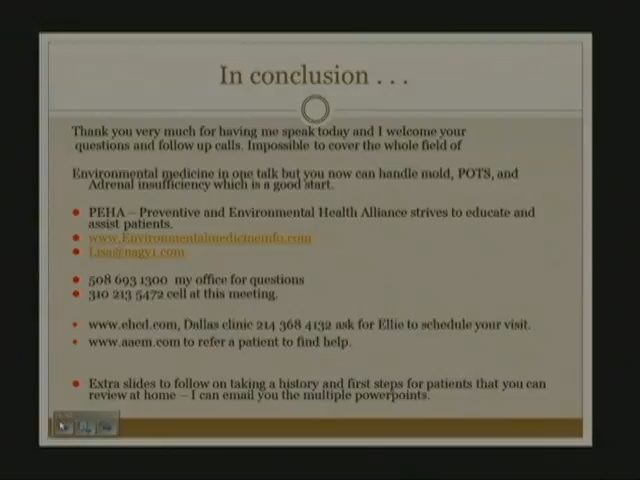 In conclusion . . .
Thank you very much for having me speak today and I welcome your
questions and follow up calls. Impossible to cover the whole field of
Environmental medicine in one talk but you now can handle mold, POTS, and
Adrenal insufficiency which is a good start.
PEHA – Preventive and Environmental Health Alliance strives to educate and
assist patients.
www.Environmentalmedicineinfo.com
Lisa@nagy1.com
508 693 1300 my office for questions
310 213 5472 cell at this meeting.
www.ehcd.com, Dallas clinic 214 368 4132 ask for Ellie to schedule your visit.
www.aaem.com to refer a patient to find help.
Extra slides to follow on taking a history and first steps for patients that you can
review at home – I can email you the multiple powerpoints.